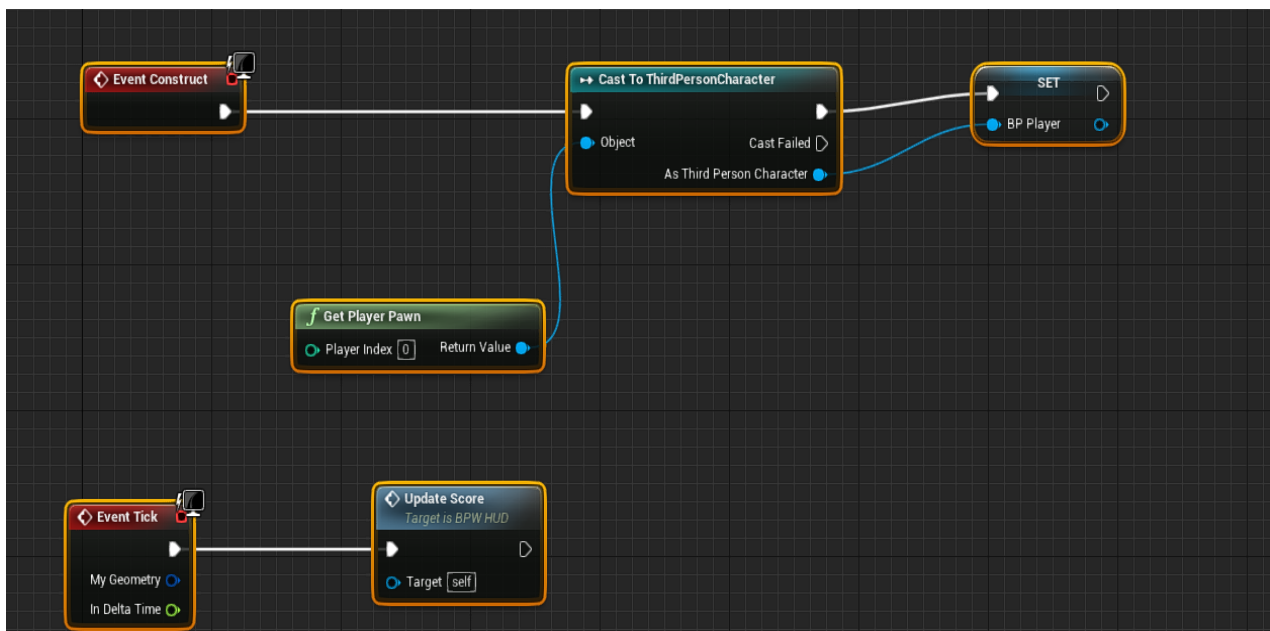 Event Construct
Cast To ThirdPersonCharacter
Object
Cast Failed
As Third Person Character
SET
BP Player
Get Player Pawn
Player Index 0 Return Value
Event Tick
My Geometry
In Delta Time
Update Score
Target is BPW HUD
Target self